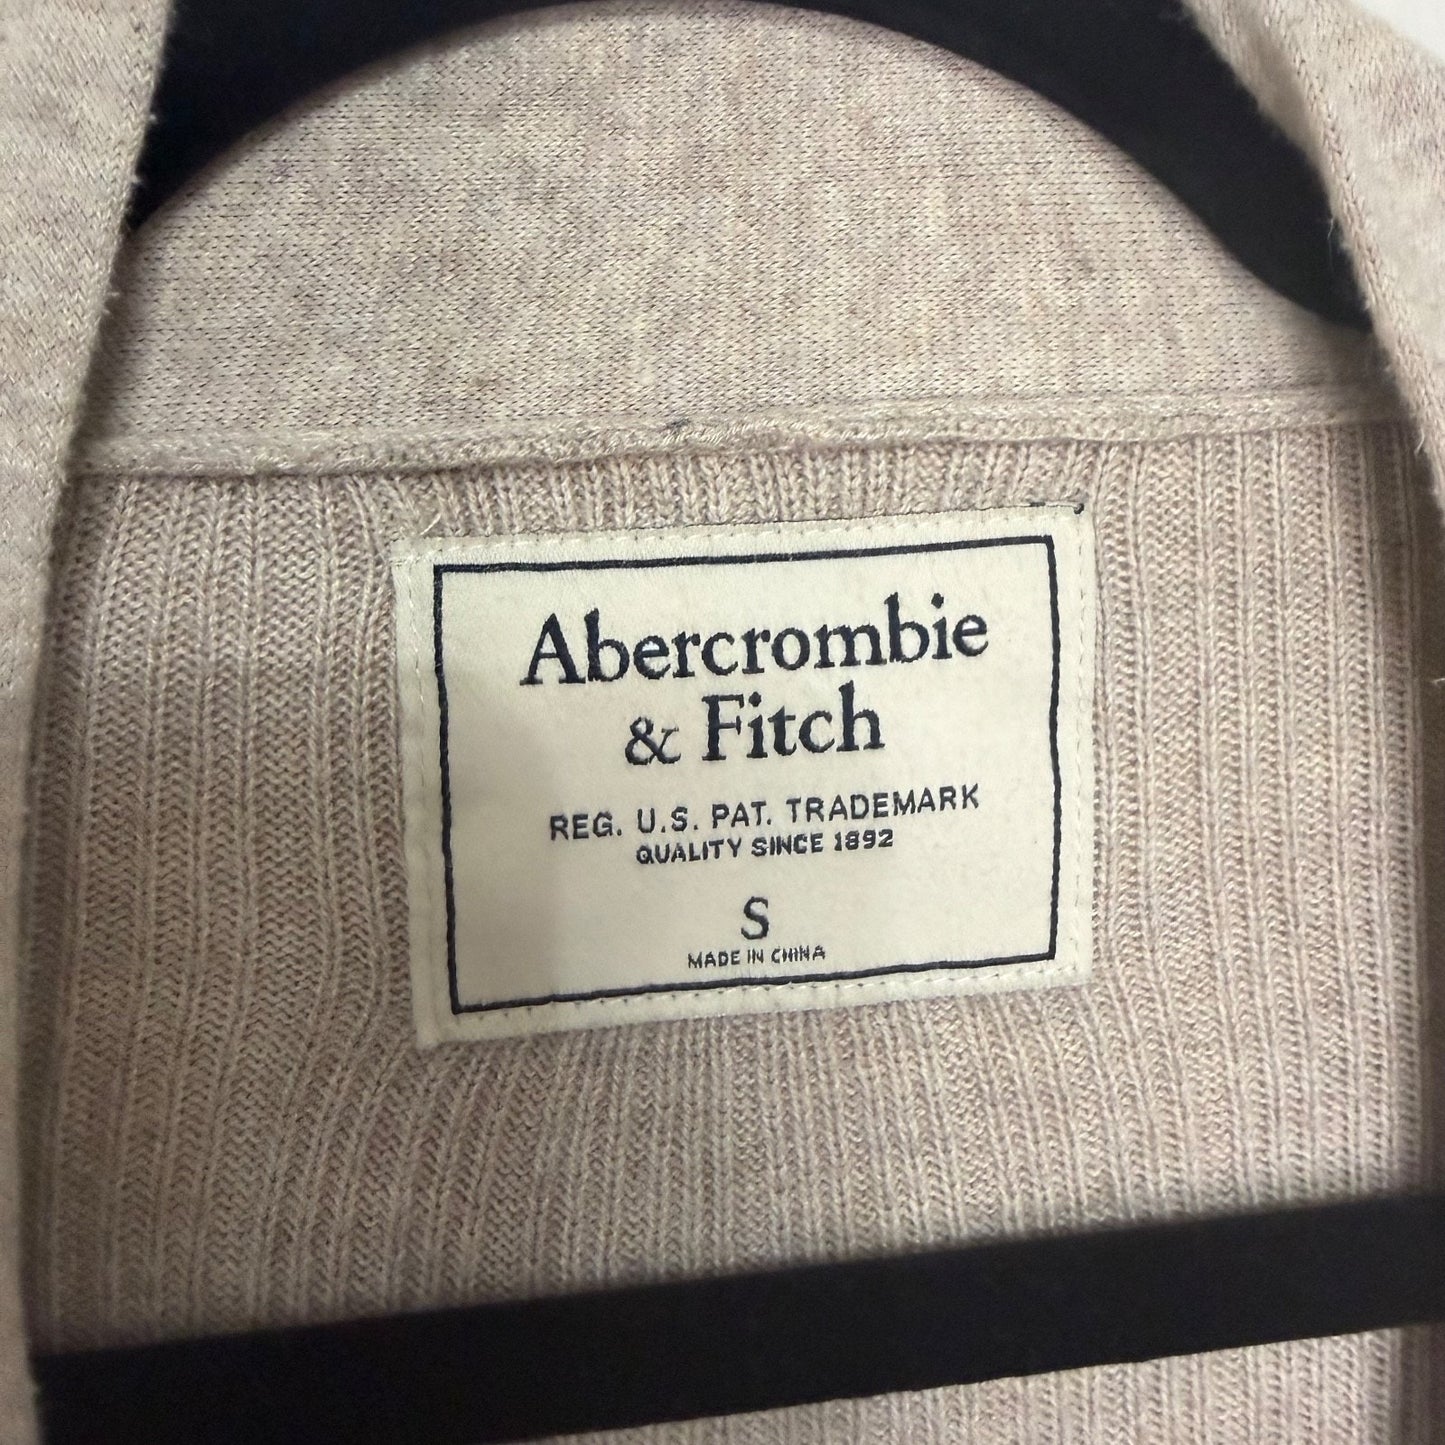 Abercrombie
& Fitch
REG. U.S. PAT. TRADEMARK
QUALITY SINCE 1892
S
MADE IN CHINA